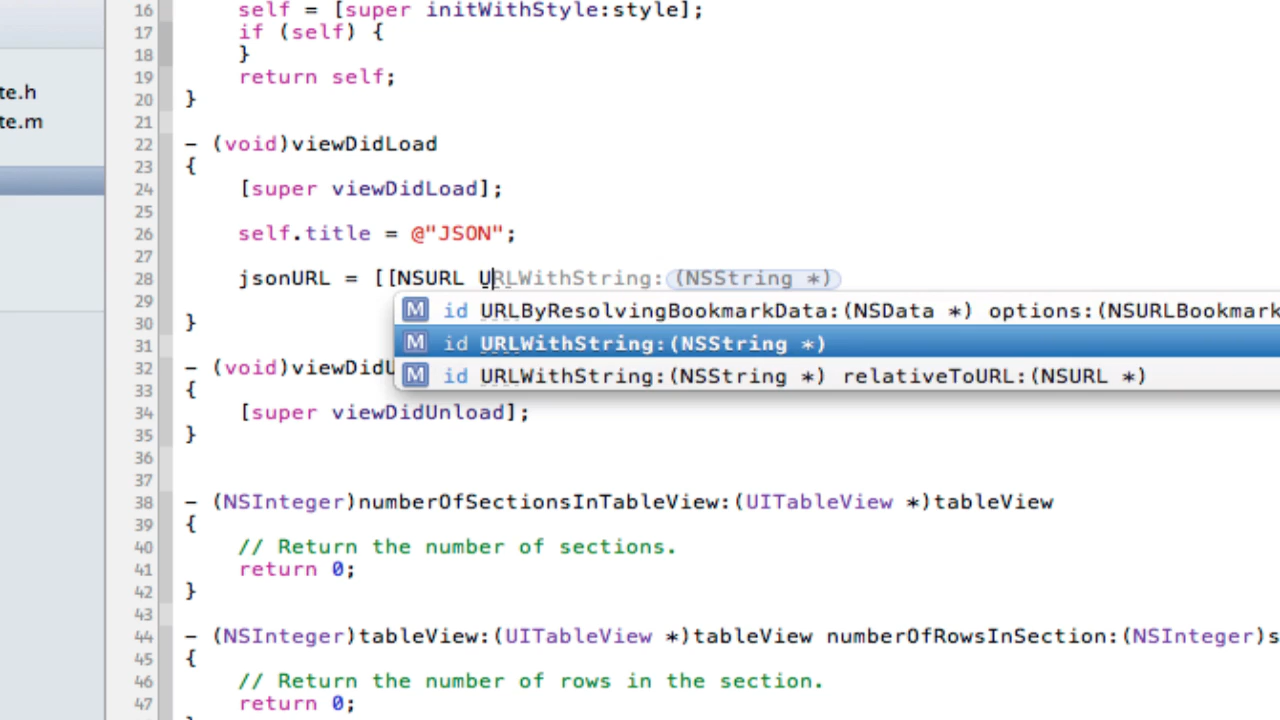 16 self = [super initWithStyle:style];
te.h
17 if (self) {
18 }
te.m
19 return self;
20 }
21
22 - (void)viewDidLoad
23 {
24 [super viewDidLoad];
25
26 self.title = @"JSON";
27
28 jsonURL = [[NSURL URLWithString:(NSString *)
29
M id URLByResolvingBookmarkData:(NSData *) options:(NSURLBookmark
30 }
31
M id URLWithString:(NSString *)
32 - (void)viewDidU
M id URLWithString:(NSString *) relativeToURL:(NSURL *)
33 {
34 [super viewDidUnload];
35 }
36
37
38 - (NSInteger)numberOfSectionsInTableView:(UITableView *)tableView
39 {
40 // Return the number of sections.
41 return 0;
42 }
43
44 - (NSInteger)tableView:(UITableView *)tableView numberOfRowsInSection:(NSInteger)s
45 {
46 // Return the number of rows in the section.
47 return 0;